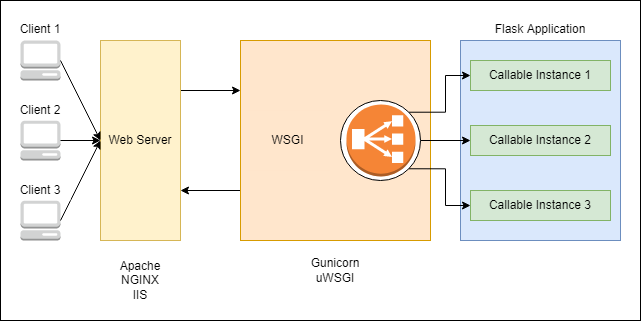 Client 1
Client 2
Client 3
Web Server
Apache
NGINX
IIS
WSGI
Gunicorn
uWSGI
Flask Application
Callable Instance 1
Callable Instance 2
Callable Instance 3